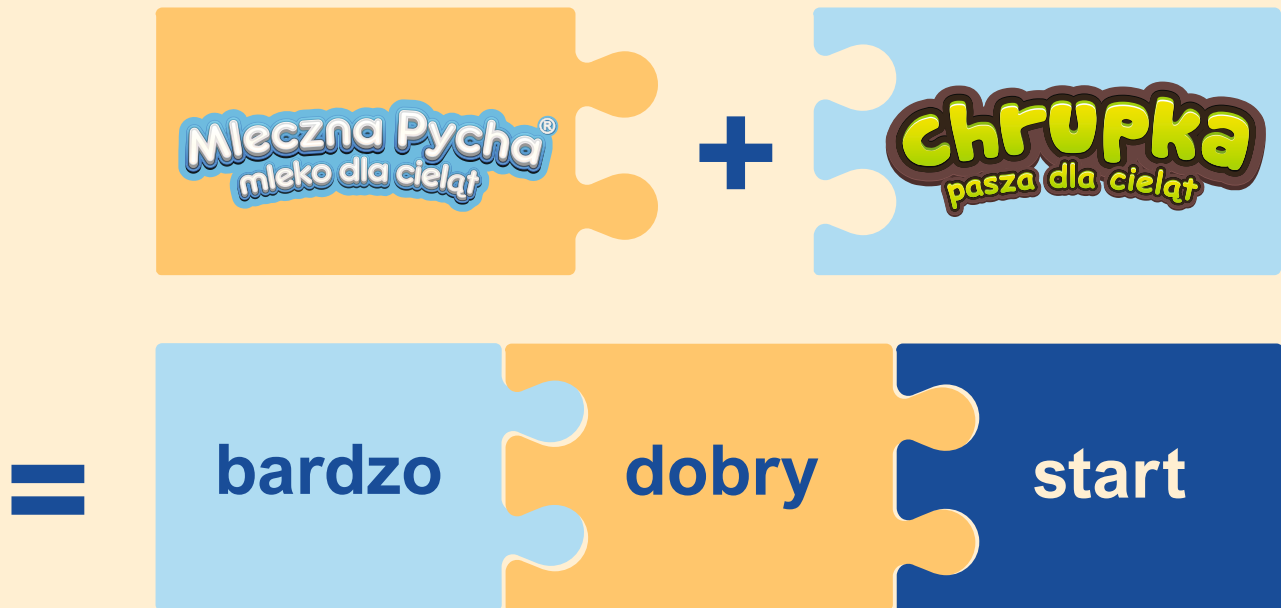 Mleczna Pycha®
mleko dla cieląt
+
chrupka
pasza dla cieląt
= bardzo dobry start